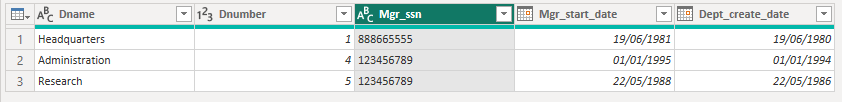 Dname Dnumber Mgr_ssn Mgr_start_date Dept_create_date
1 Headquarters 1 888665555 19/06/1981 19/06/1980
2 Administration 4 123456789 01/01/1995 01/01/1994
3 Research 5 123456789 22/05/1988 22/05/1986